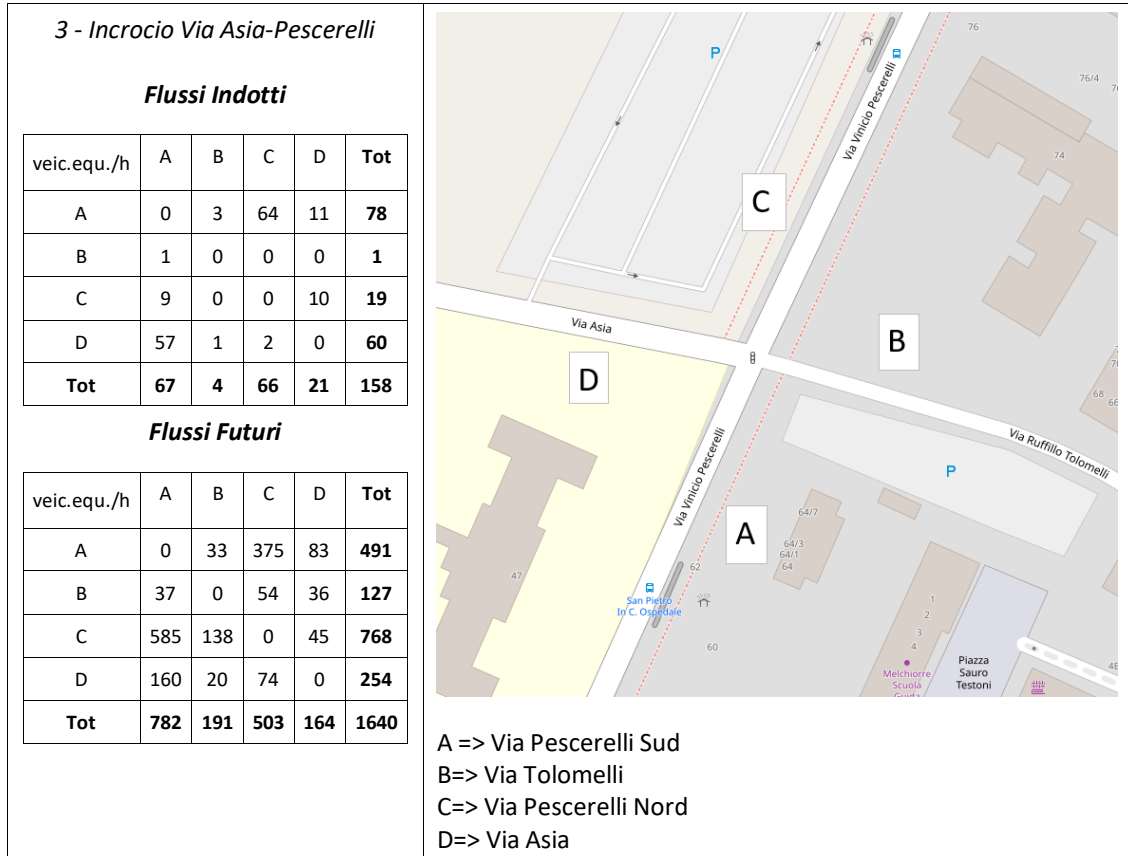 3 - Incrocio Via Asia-Pescerelli
Flussi Indotti
veic.equ./h A B C D Tot
A 0 3 64 11 78
B 1 0 0 0 1
C 9 0 0 10 19
D 57 1 2 0 60
Tot 67 4 66 21 158
Flussi Futuri
veic.equ./h A B C D Tot
A 0 33 375 83 491
B 37 0 54 36 127
C 585 138 0 45 768
D 160 20 74 0 254
Tot 782 191 503 164 1640
76
P
76/4
Via Vinicio Pescerelli
74
C
Via Asia
B
D
68
66
Via Ruffillo Tolomelli
P
Via Vinicio Pescerelli
64/7
A
64/3
64/1
64
47
62
San Pietro
In C. Ospedale
60
1
2
3
4
Melchiorre
Scuola
Guida
Piazza
Sauro
Testoni
A => Via Pescerelli Sud
B=> Via Tolomelli
C=> Via Pescerelli Nord
D=> Via Asia